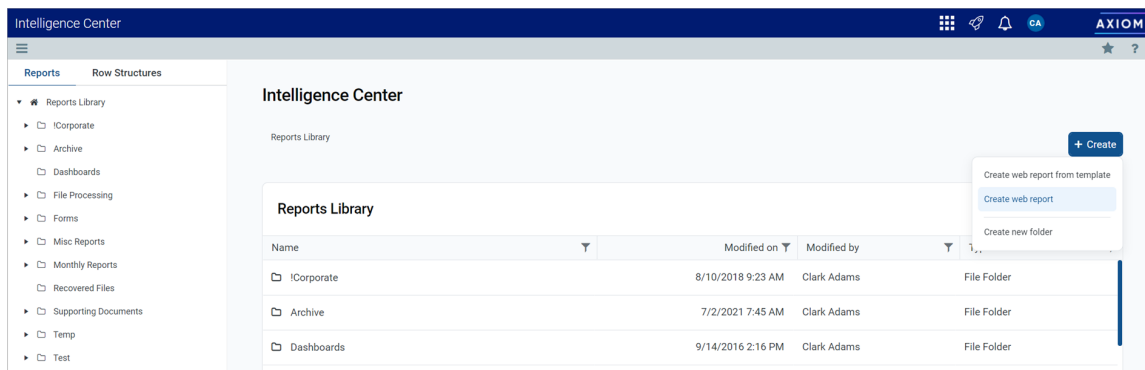 Intelligence Center
CA
AXIOM
?
Reports Row Structures
Reports Library
!Corporate
Archive
Dashboards
File Processing
Forms
Misc Reports
Monthly Reports
Recovered Files
Supporting Documents
Temp
Test
Intelligence Center
Reports Library
+ Create
Create web report from template
Create web report
Create new folder
Reports Library
Name Modified on Modified by
!Corporate 8/10/2018 9:23 AM Clark Adams File Folder
Archive 7/2/2021 7:45 AM Clark Adams File Folder
Dashboards 9/14/2016 2:16 PM Clark Adams File Folder